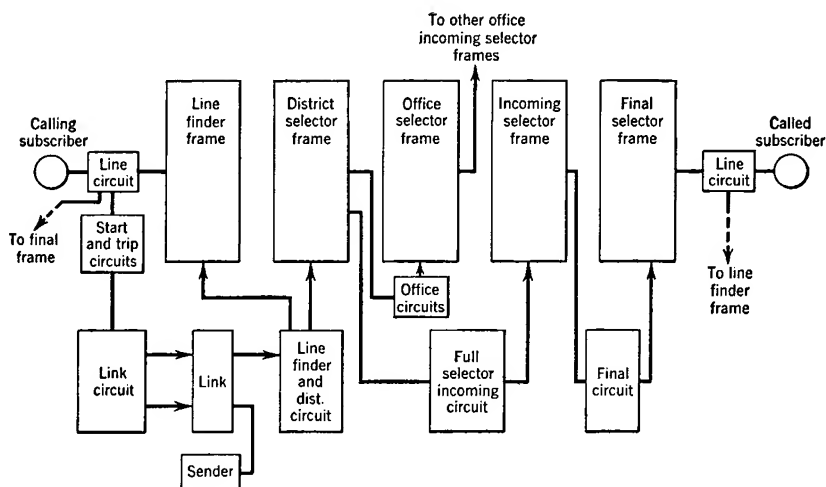 To other office
incoming selector
frames
Calling
subscriber
Line
circuit
To final
frame
Start
and trip
circuits
Line
finder
frame
District
selector
frame
Office
selector
frame
Incoming
selector
frame
Final
selector
frame
Called
subscriber
Line
circuit
To line
finder
frame
Office
circuits
Link
circuit
Link
Line
finder
and
dist.
circuit
Full
selector
incoming
circuit
Final
circuit
Sender